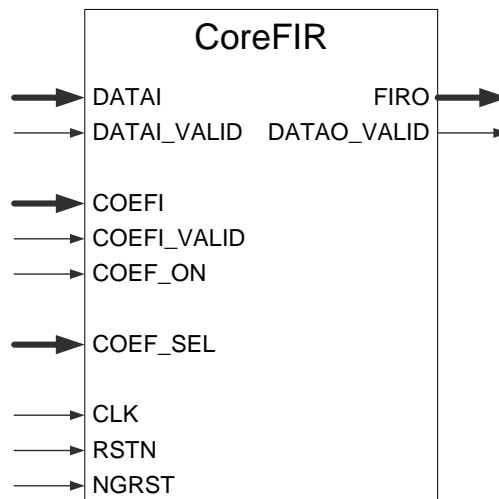 CoreFIR
DATAI FIRO
DATAI_VALID DATAO_VALID
COEFI
COEFI_VALID
COEF_ON
COEF_SEL
CLK
RSTN
NGRST